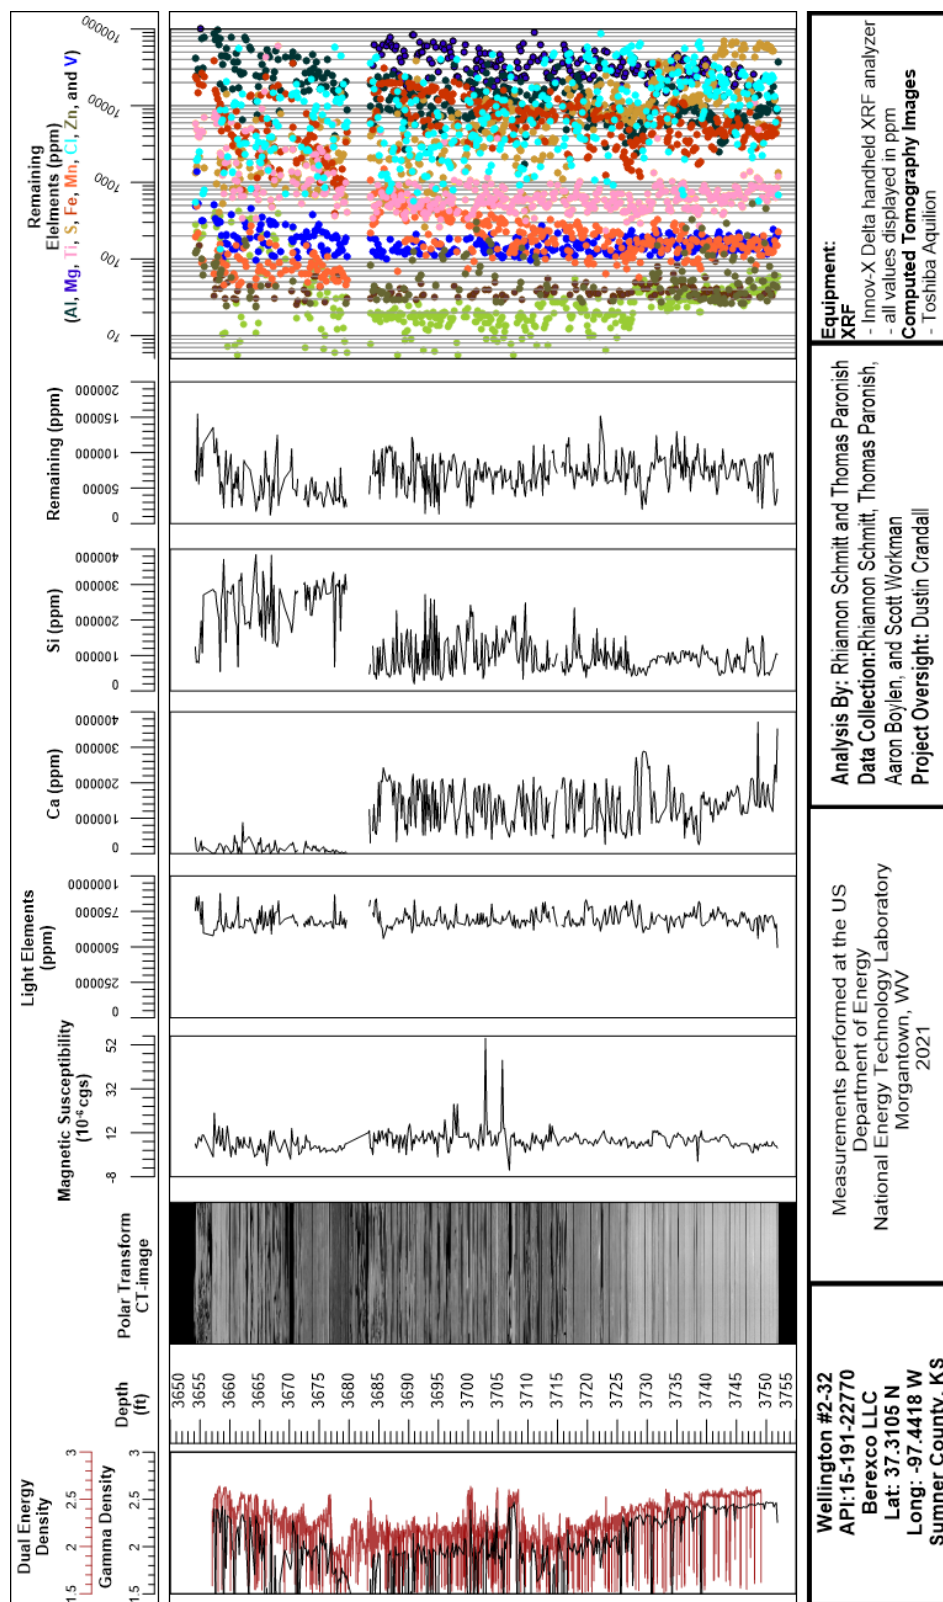 Remaining
Elelments (ppm)
(Al, Mg, Ti, S, Fe, Mn, Cl, Zn, and V)
100000
10000
1000
100
10
Remaining (ppm)
200000
150000
100000
50000
0
Si (ppm)
400000
300000
200000
100000
0
Ca (ppm)
400000
300000
200000
100000
0
Light Elements
(ppm)
1000000
750000
500000
250000
0
Magnetic Susceptibility
(10⁻⁶ cgs)
52
32
12
-8
Polar Transform
CT-image
Depth
(ft)
3650
3655
3660
3665
3670
3675
3680
3685
3690
3695
3700
3705
3710
3715
3720
3725
3730
3735
3740
3745
3750
3755
Dual Energy
Density
1.5
2
2.5
3
Gamma Density
1.5
2
2.5
3
Equipment:
XRF
- Innov-X Delta handheld XRF analyzer
- all values displayed in ppm
Computed Tomography Images
- Toshiba Aquilion
Analysis By: Rhiannon Schmitt and Thomas Paronish
Data Collection:Rhiannon Schmitt, Thomas Paronish,
Aaron Boylen, and Scott Workman
Project Oversight: Dustin Crandall
Measurements performed at the US
Department of Energy
National Energy Technology Laboratory
Morgantown, WV
2021
Wellington #2-32
API:15-191-22770
Berexco LLC
Lat: 37.3105 N
Long: -97.4418 W
Sumner County, KS